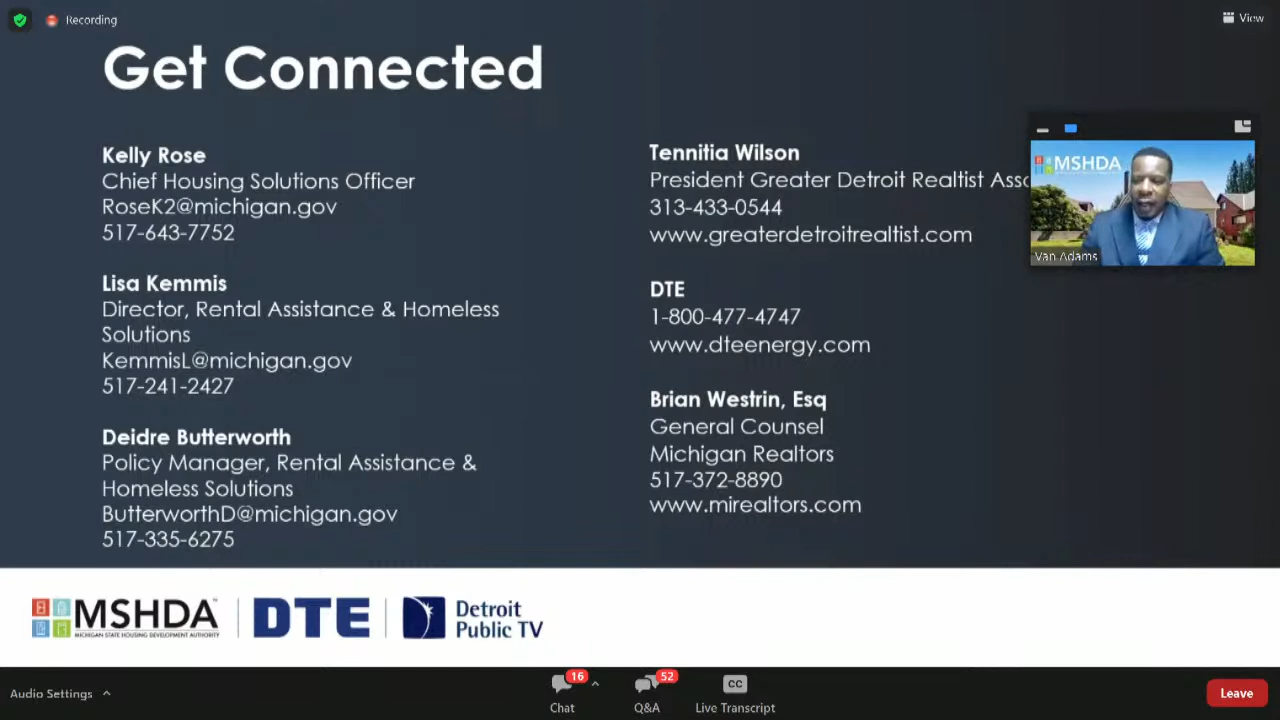 Recording
View
Get Connected
Kelly Rose
Chief Housing Solutions Officer
RoseK2@michigan.gov
517-643-7752
Lisa Kemmis
Director, Rental Assistance & Homeless
Solutions
KemmisL@michigan.gov
517-241-2427
Deidre Butterworth
Policy Manager, Rental Assistance &
Homeless Solutions
ButterworthD@michigan.gov
517-335-6275
Tennitia Wilson
President Greater Detroit Realtist Asso
313-433-0544
www.greaterdetroitrealtist.com
DTE
1-800-477-4747
www.dteenergy.com
Brian Westrin, Esq
General Counsel
Michigan Realtors
517-372-8890
www.mirealtors.com
MSHDA
Van Adams
MSHDA
MICHIGAN STATE HOUSING DEVELOPMENT AUTHORITY
DTE
Detroit
Public TV
Audio Settings
16
Chat
52
Q&A
CC
Live Transcript
Leave